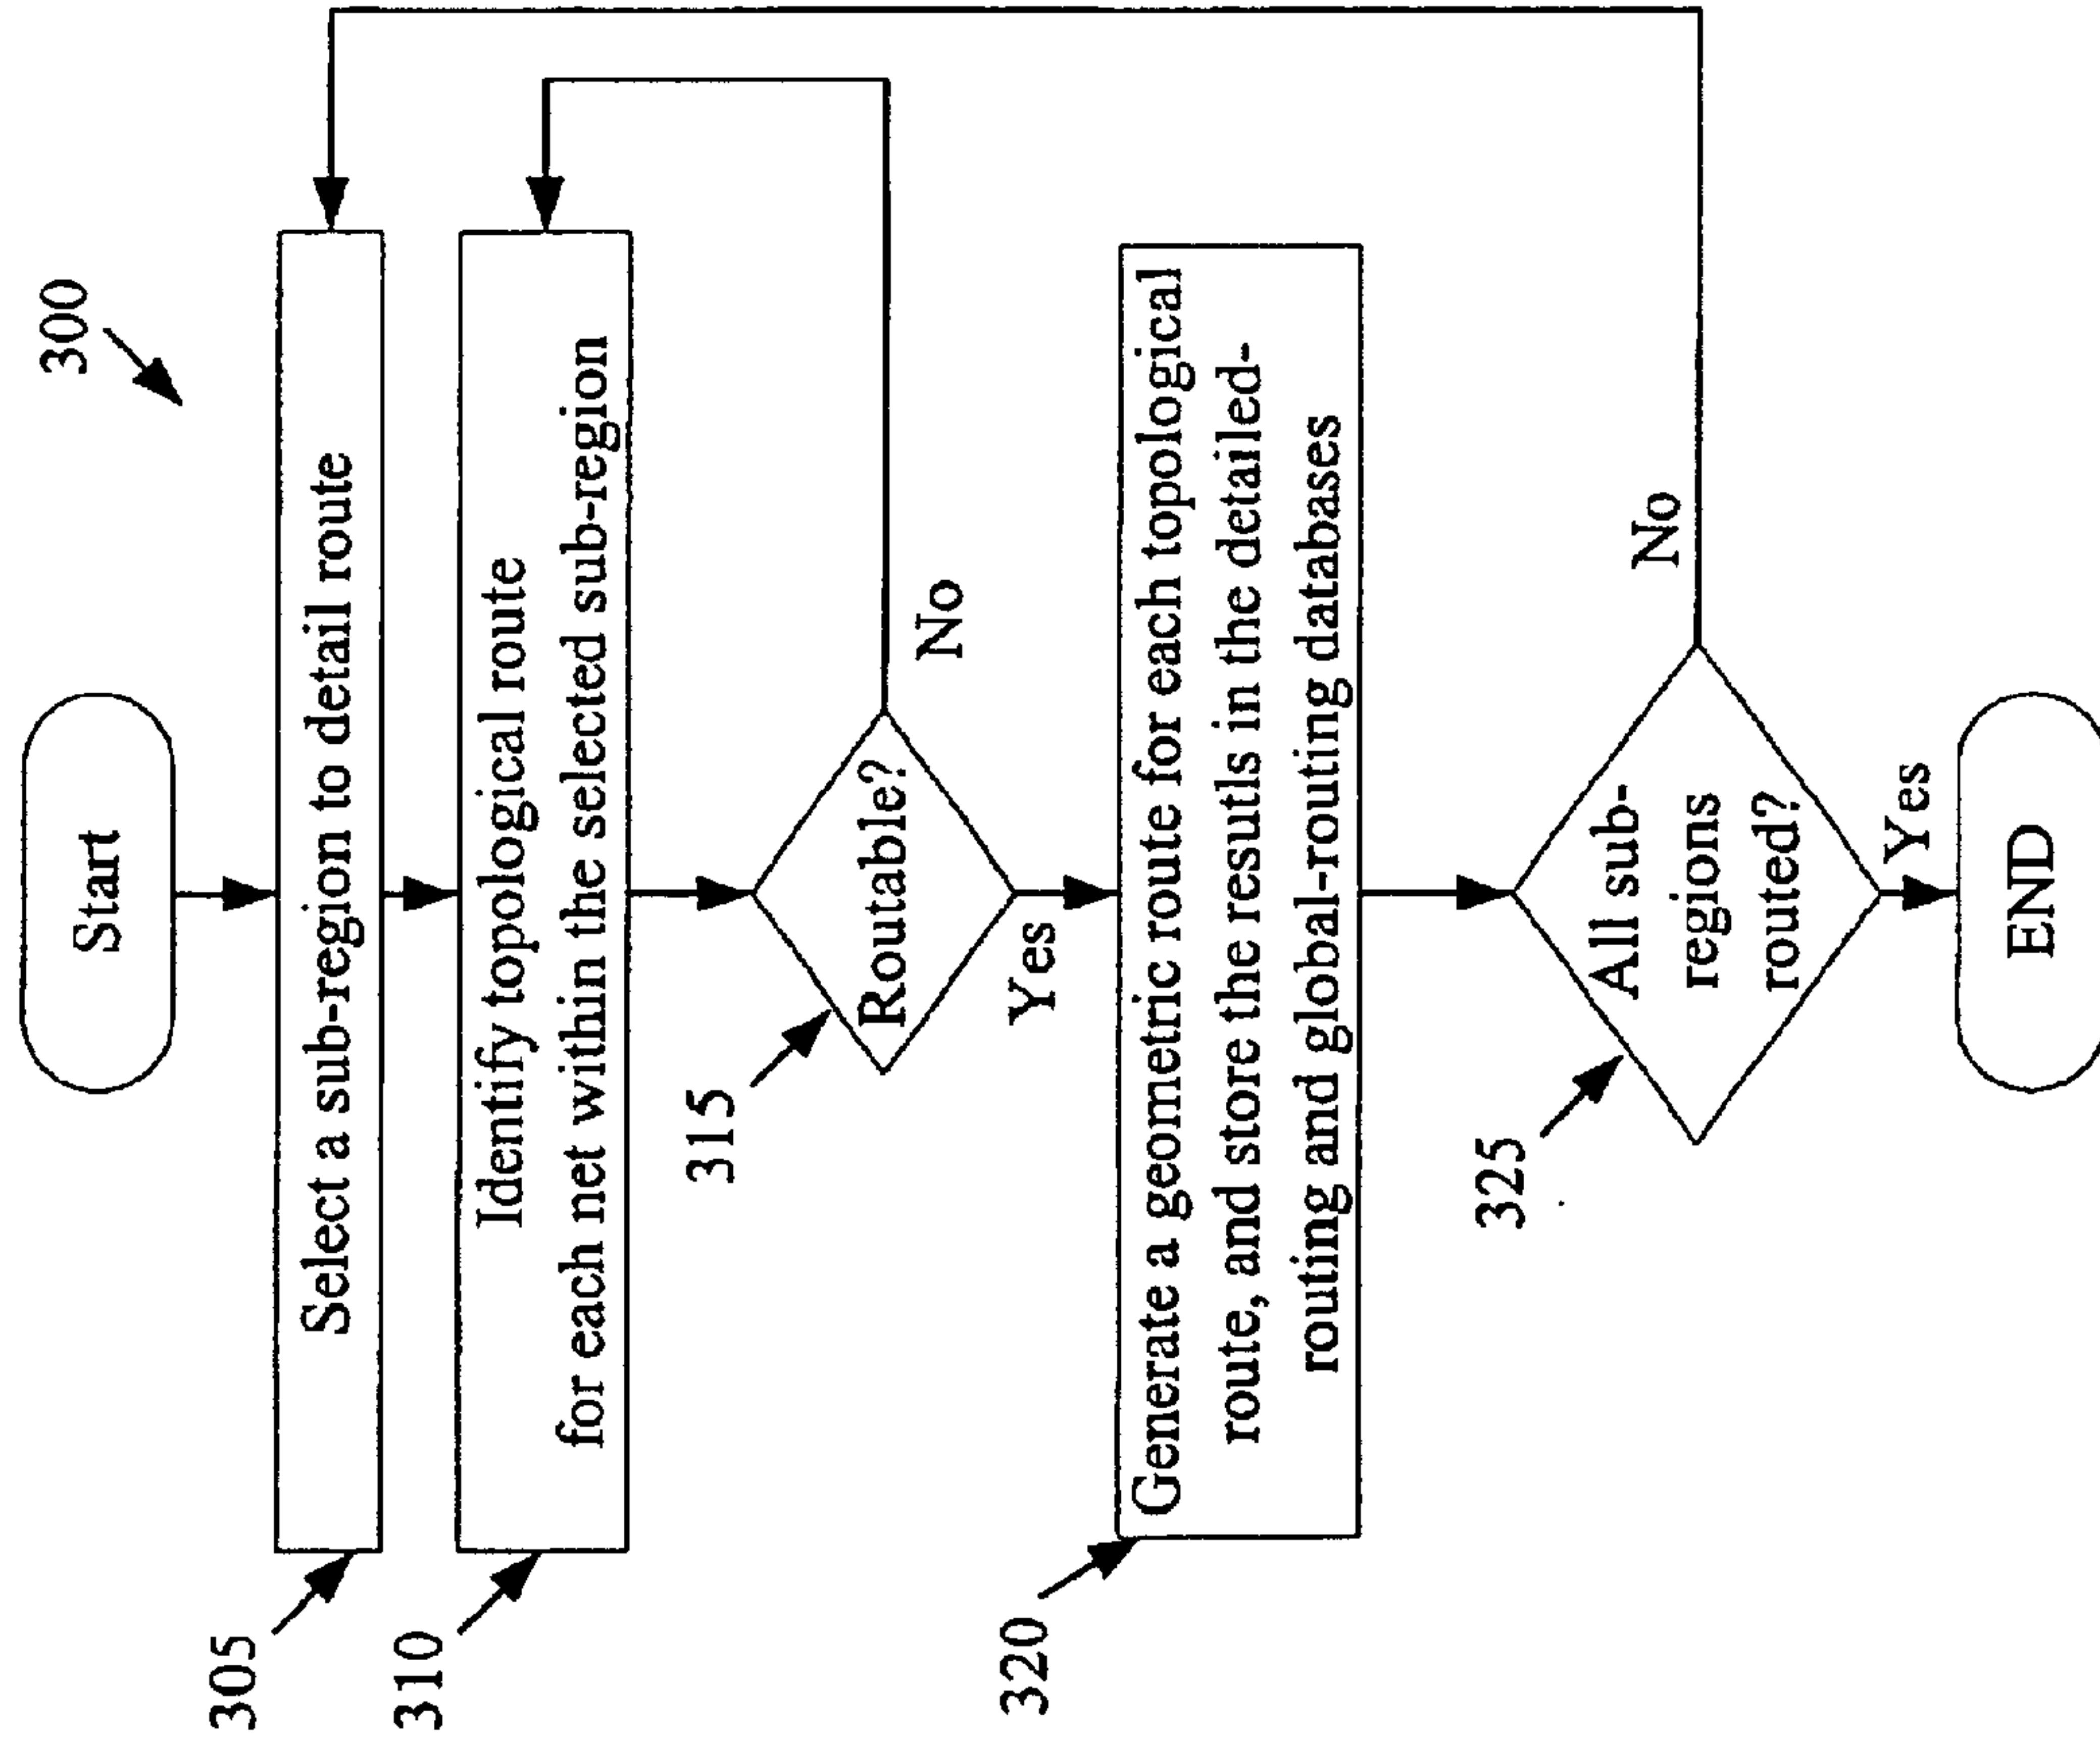 300
Start
305
Select a sub-region to detail route
310
Identify topological route
for each net within the selected sub-region
315
Routable?
No
Yes
320
Generate a geometric route for each topological
route, and store the resutls in the detailed-
routing and global-routing databases
325
All sub-
regions
routed?
No
Yes
END